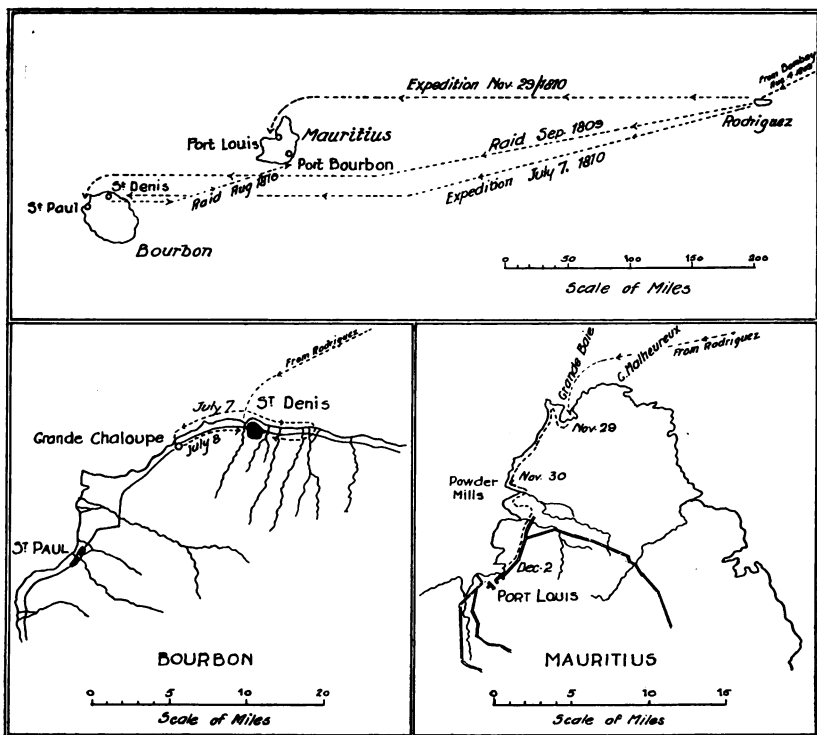 From Bombay
Expedition Nov. 29/1810
Rodriguez
Port Louis
Mauritius
Raid Sep. 1809
Port Bourbon
St Denis
Raid Aug 1810
Expedition July 7, 1810
St Paul
Bourbon
0 50 100 150 200
Scale of Miles
From Rodriguez
July 7
St DENIS
Grande Chaloupe
July 8
St PAUL
BOURBON
0 5 10 20
Scale of Miles
Grande Baie
C. Malheureux
From Rodriguez
Nov. 29
Nov. 30
Powder
Mills
Dec. 2
PORT LOUIS
MAURITIUS
0 5 10 15
Scale of Miles